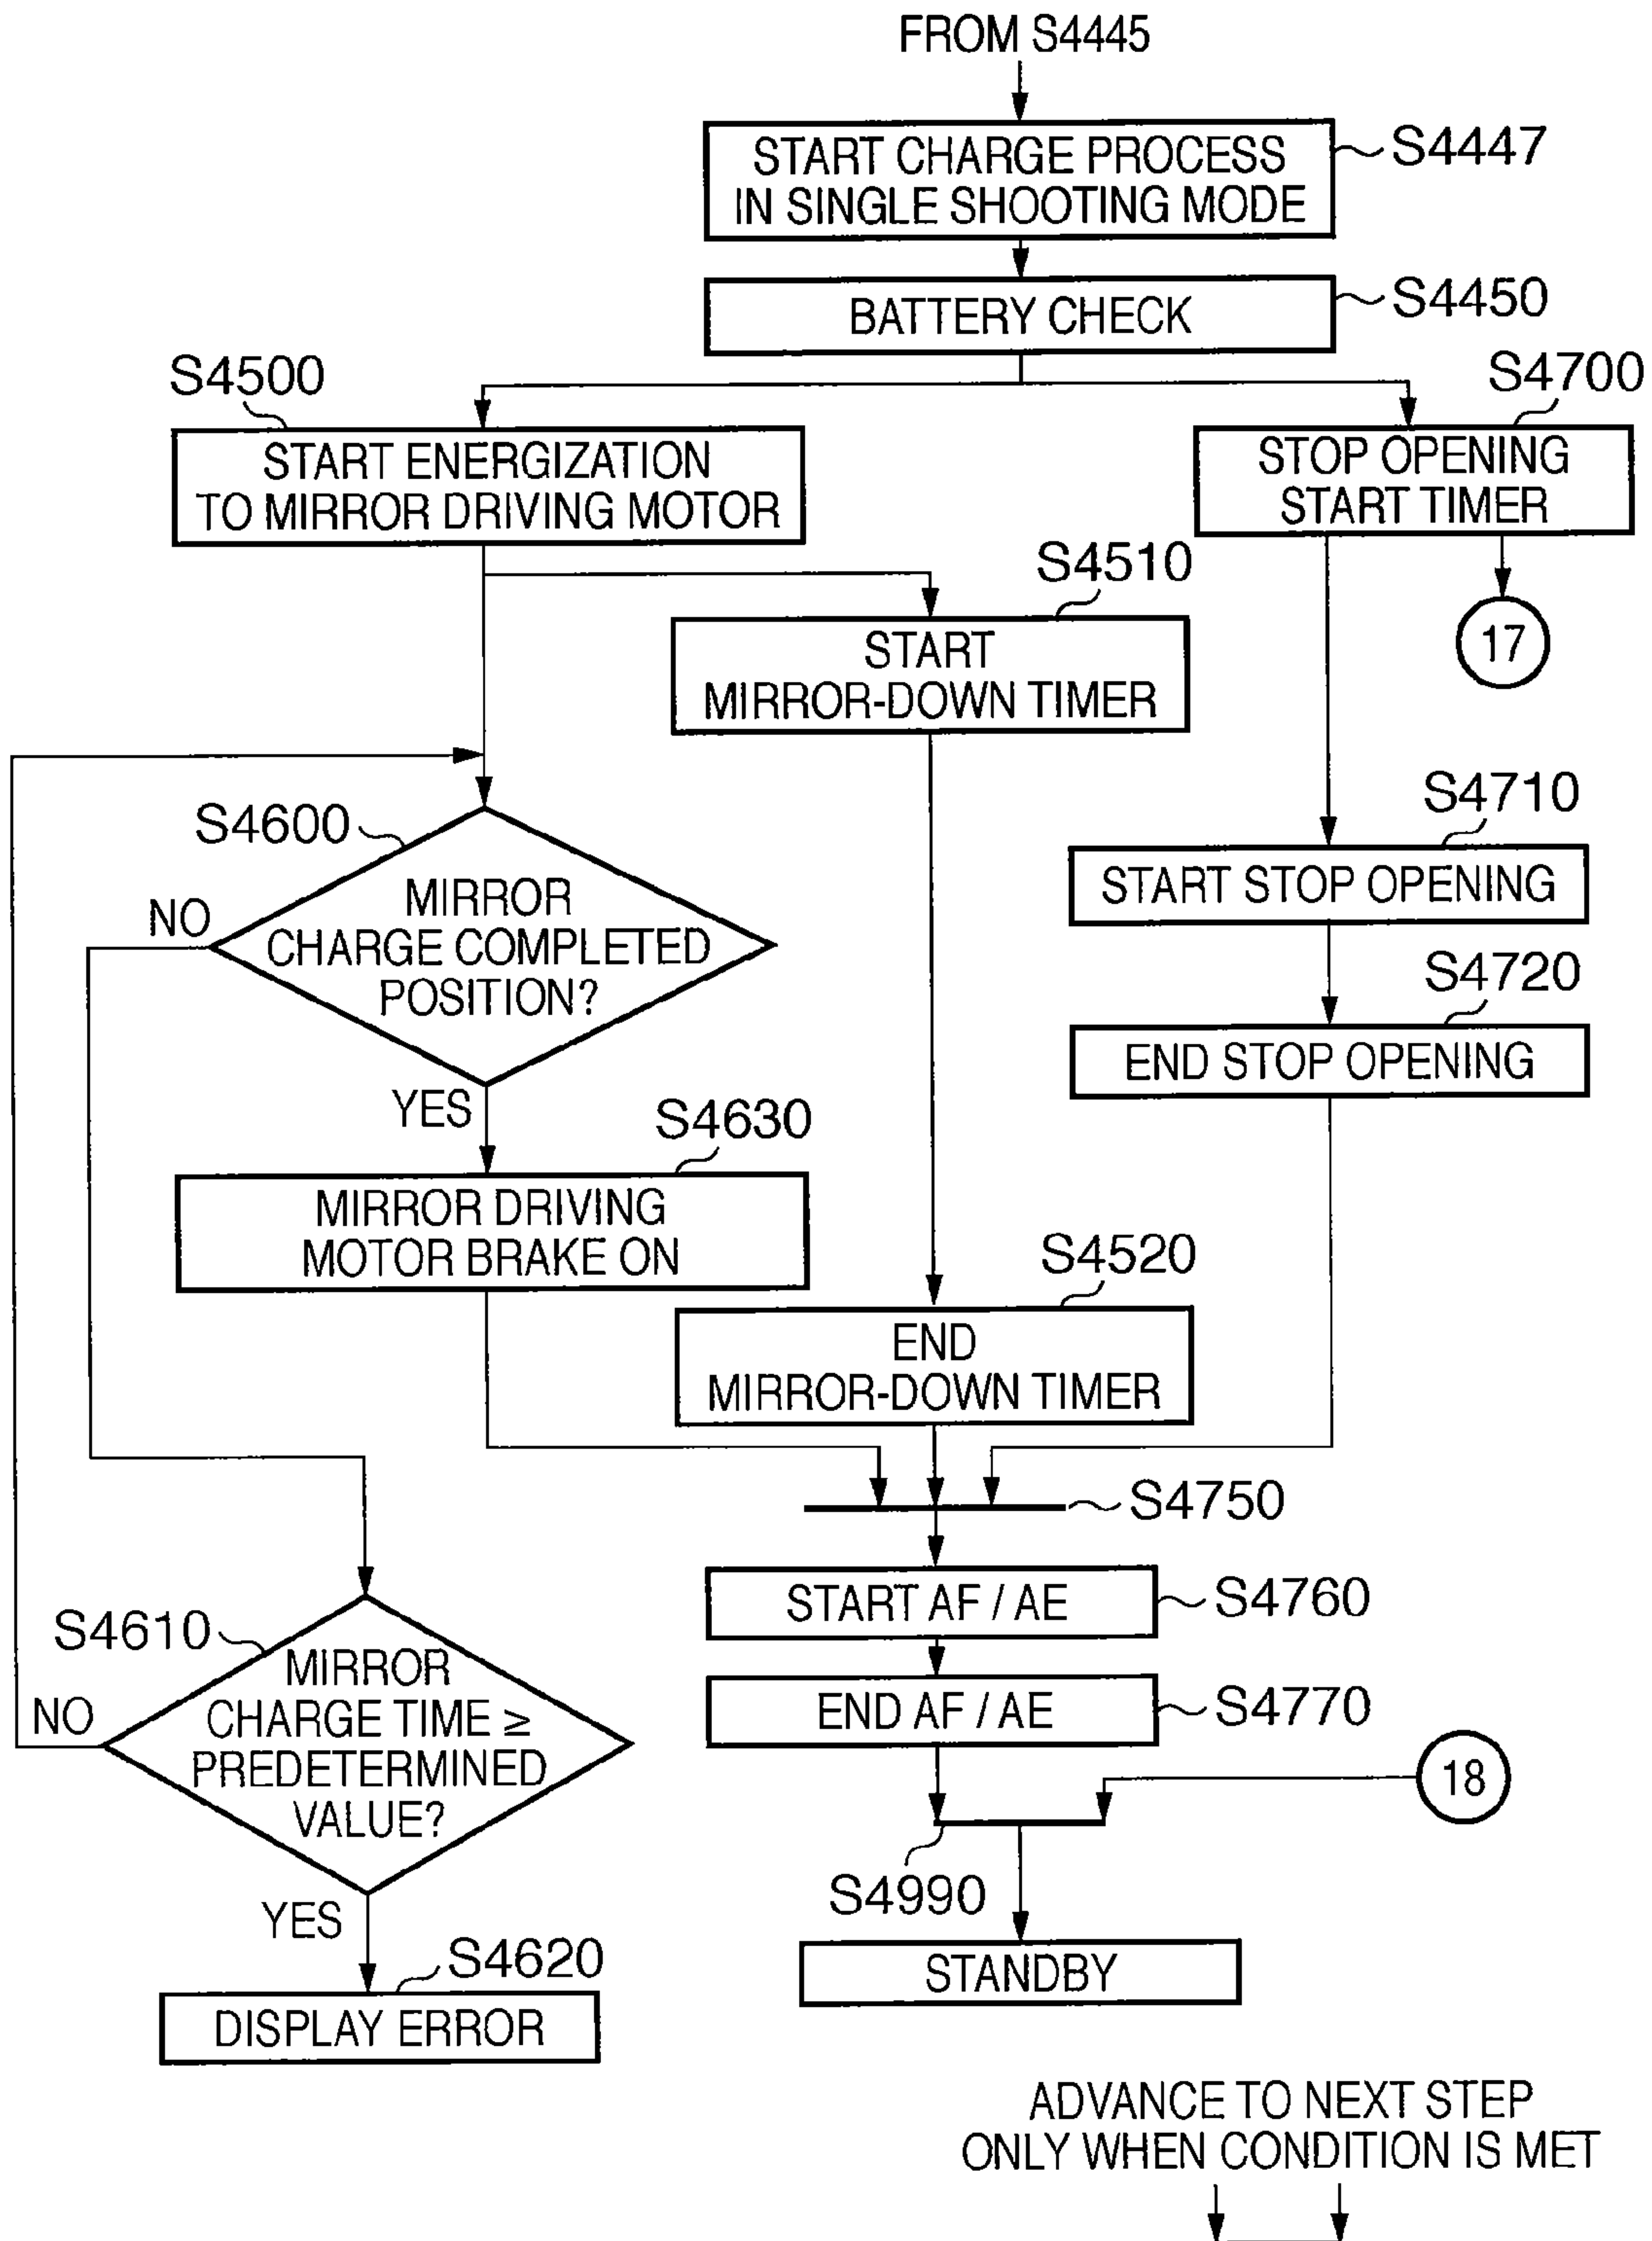 FROM S4445
START CHARGE PROCESS
IN SINGLE SHOOTING MODE
S4447
BATTERY CHECK
S4450
S4500
START ENERGIZATION
TO MIRROR DRIVING MOTOR
S4700
STOP OPENING
START TIMER
S4510
START
MIRROR-DOWN TIMER
17
S4600
MIRROR
CHARGE COMPLETED
POSITION?
NO
YES
S4710
START STOP OPENING
S4720
END STOP OPENING
S4630
MIRROR DRIVING
MOTOR BRAKE ON
S4520
END
MIRROR-DOWN TIMER
S4750
START AF / AE
S4760
S4610
MIRROR
CHARGE TIME ≥
PREDETERMINED
VALUE?
NO
YES
END AF / AE
S4770
18
S4990
STANDBY
S4620
DISPLAY ERROR
ADVANCE TO NEXT STEP
ONLY WHEN CONDITION IS MET